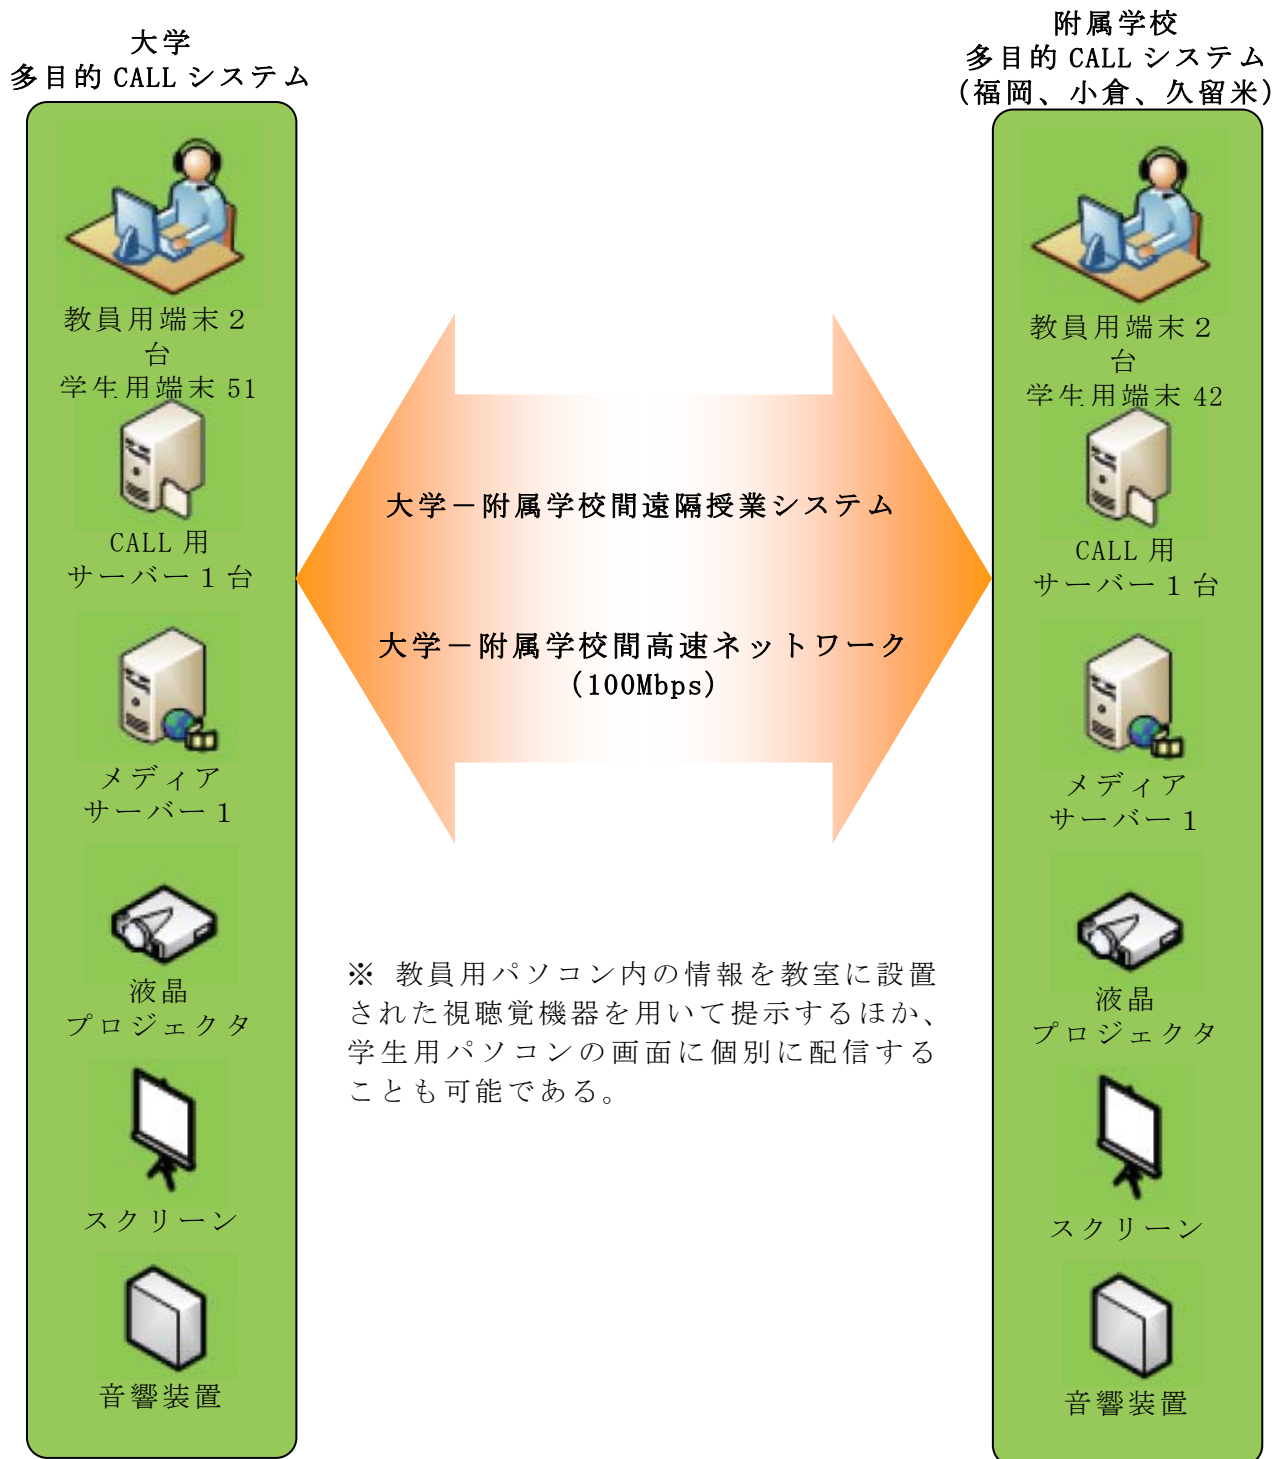 大学
多目的 CALL システム
教員用端末２
台
学生用端末 51
CALL 用
サーバー１台
メディア
サーバー１
液晶
プロジェクタ
スクリーン
音響装置
大学－附属学校間遠隔授業システム
大学－附属学校間高速ネットワーク
(100Mbps)
※ 教員用パソコン内の情報を教室に設置
された視聴覚機器を用いて提示するほか、
学生用パソコンの画面に個別に配信する
ことも可能である。
附属学校
多目的 CALL システム
(福岡、小倉、久留米)
教員用端末２
台
学生用端末 42
CALL 用
サーバー１台
メディア
サーバー１
液晶
プロジェクタ
スクリーン
音響装置